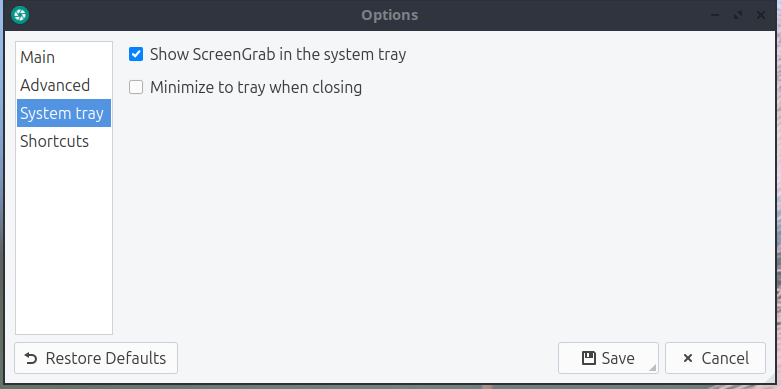 Options
Main
Advanced
System tray
Shortcuts
Show ScreenGrab in the system tray
Minimize to tray when closing
Restore Defaults
Save
Cancel